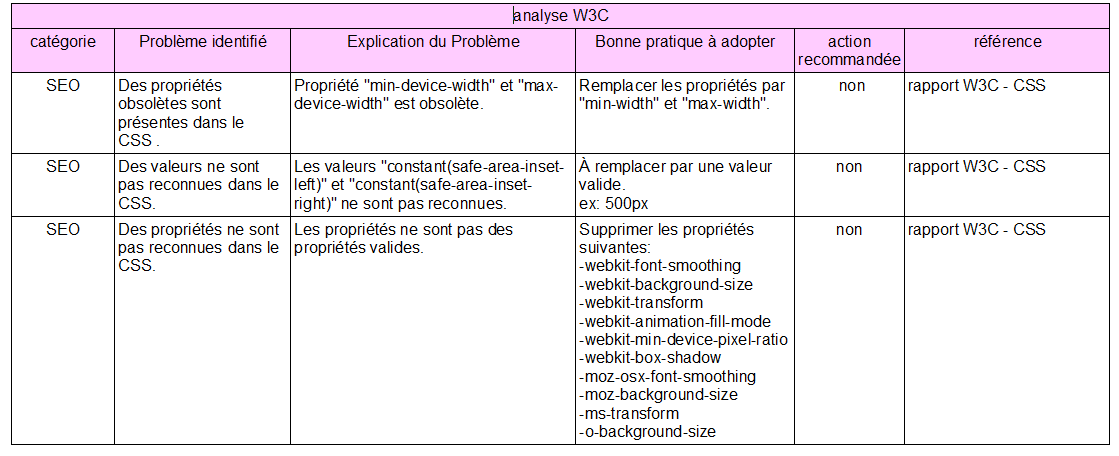 analyse W3C
catégorie
Problème identifié
Explication du Problème
Bonne pratique à adopter
action
recommandée
référence
SEO
Des propriétés
obsolètes sont
présentes dans le
CSS .
Propriété "min-device-width" et "max-
device-width" est obsolète.
Remplacer les propriétés par
"min-width" et "max-width".
non
rapport W3C - CSS
SEO
Des valeurs ne sont
pas reconnues dans le
CSS.
Les valeurs "constant(safe-area-inset-
left)" et "constant(safe-area-inset-
right)" ne sont pas reconnues.
À remplacer par une valeur
valide.
ex: 500px
non
rapport W3C - CSS
SEO
Des propriétés ne sont
pas reconnues dans le
CSS.
Les propriétés ne sont pas des
propriétés valides.
Supprimer les propriétés
suivantes:
-webkit-font-smoothing
-webkit-background-size
-webkit-transform
-webkit-animation-fill-mode
-webkit-min-device-pixel-ratio
-webkit-box-shadow
-moz-osx-font-smoothing
-moz-background-size
-ms-transform
-o-background-size
non
rapport W3C - CSS